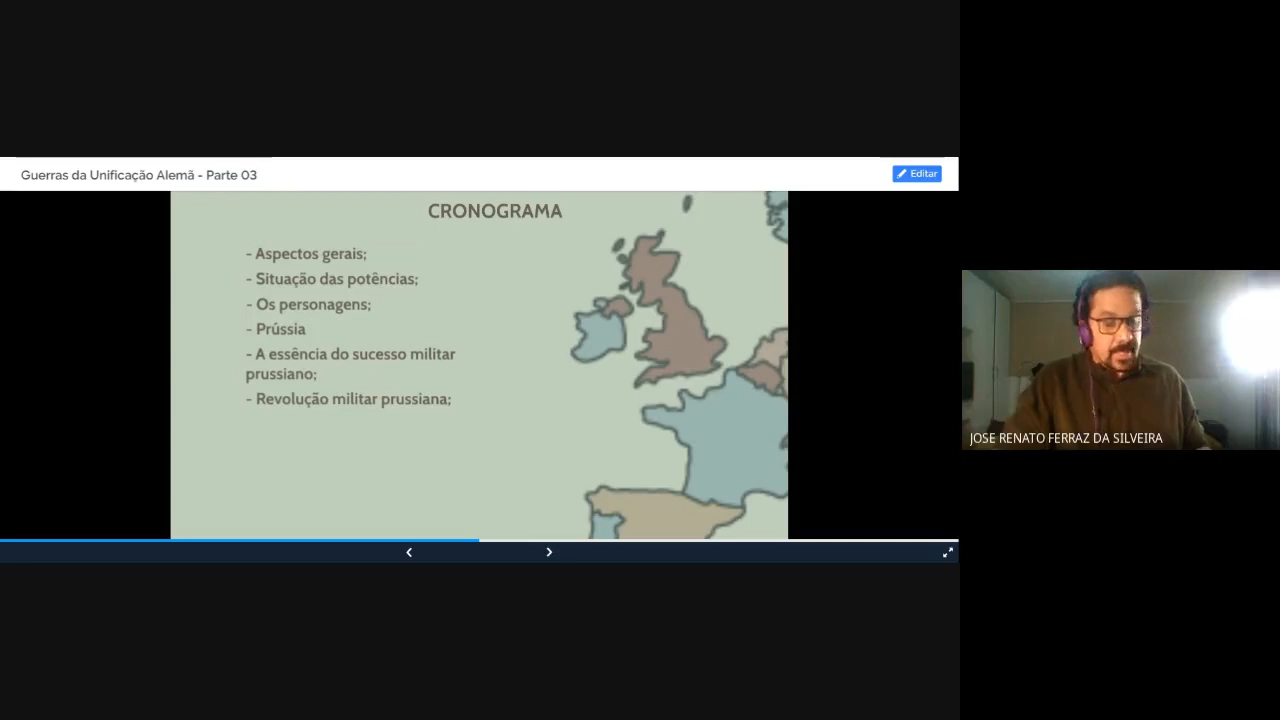 Guerras da Unificação Alemã - Parte 03
Editar
CRONOGRAMA
- Aspectos gerais;
- Situação das potências;
- Os personagens;
- Prússia
- A essência do sucesso militar
prussiano;
- Revolução militar prussiana;
JOSE RENATO FERRAZ DA SILVEIRA